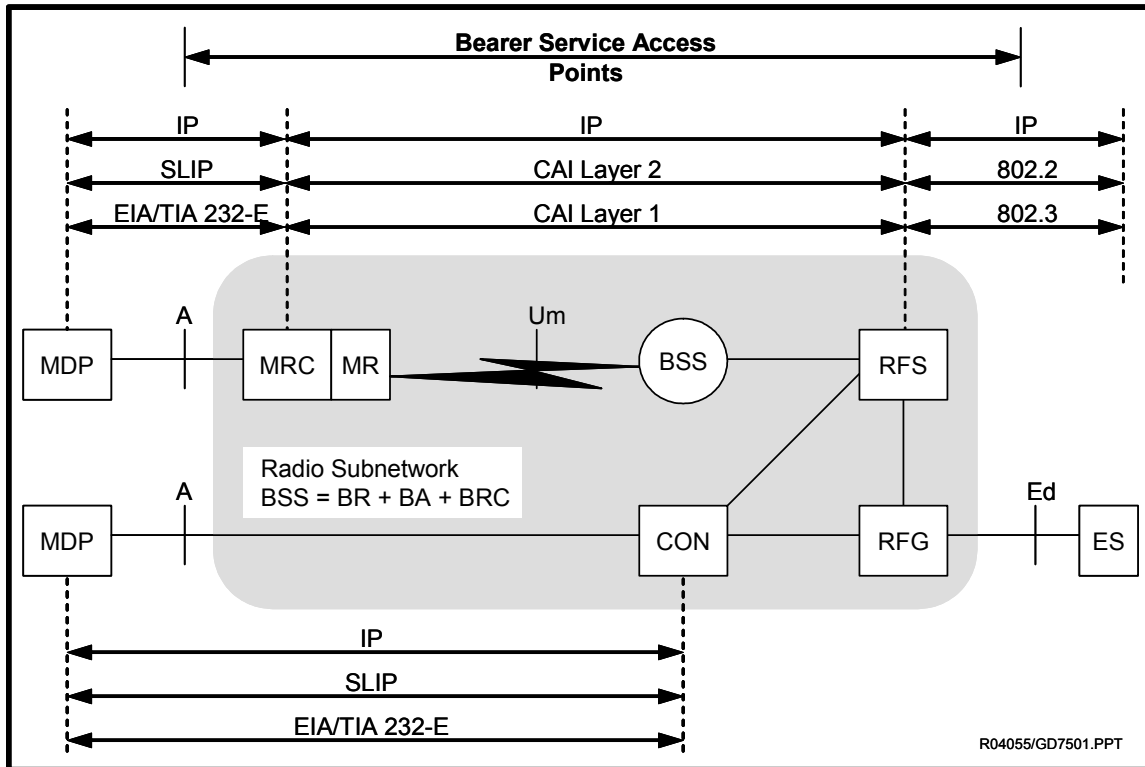 Bearer Service Access
Points
IP IP IP
SLIP CAI Layer 2 802.2
EIA/TIA 232-E CAI Layer 1 802.3
A Um
MDP MRC MR BSS RFS
Radio Subnetwork
BSS = BR + BA + BRC
A Ed
MDP CON RFG ES
IP
SLIP
EIA/TIA 232-E
R04055/GD7501.PPT